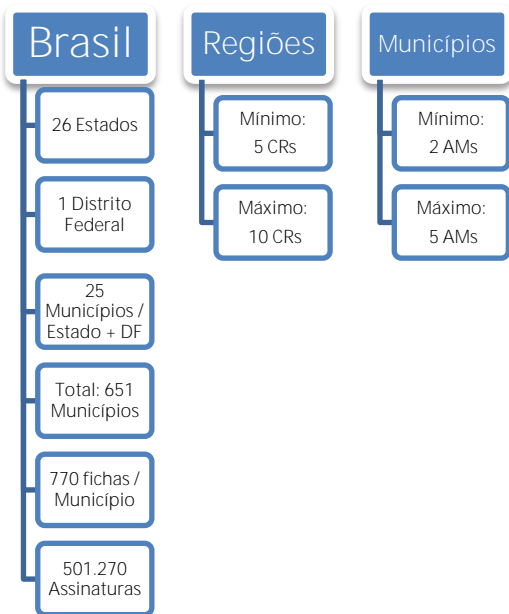 Brasil
26 Estados
1 Distrito
Federal
25
Municípios /
Estado + DF
Total: 651
Municípios
770 fichas /
Município
501.270
Assinaturas
Regiões
Mínimo:
5 CRs
Máximo:
10 CRs
Municípios
Mínimo:
2 AMs
Máximo:
5 AMs